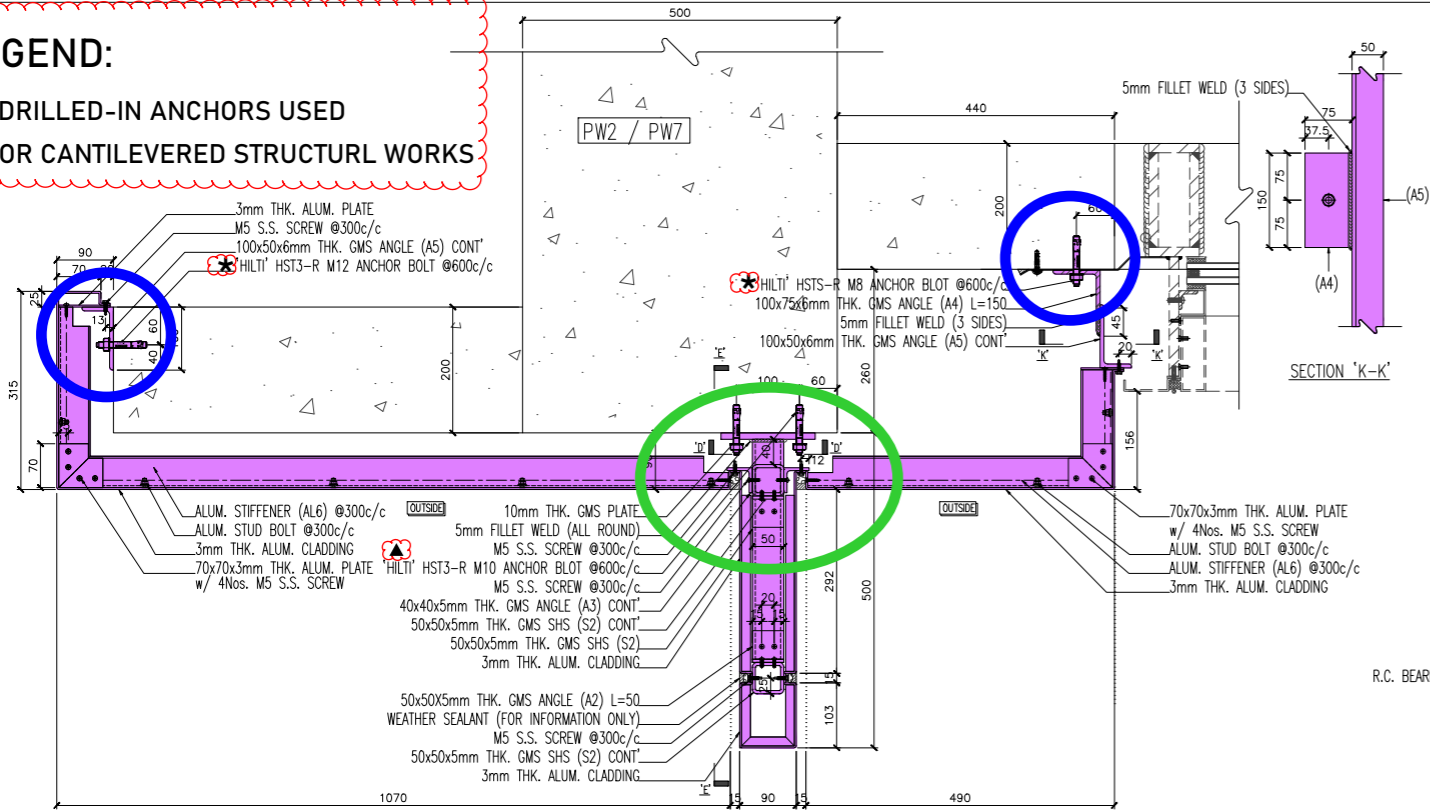 GEND:
DRILLED-IN ANCHORS USED
OR CANTILEVERED STRUCTURL WORKS
500
PW2 / PW7
440
200
60
5mm FILLET WELD (3 SIDES)
50
75
37.5
150
75
75
(A5)
(A4)
SECTION 'K-K'
3mm THK. ALUM. PLATE
M5 S.S. SCREW @300c/c
100x50x6mm THK. GMS ANGLE (A5) CONT'
'HILTI' HST3-R M12 ANCHOR BOLT @600c/c
90
70
25
13
60
40
315
70
200
'HILTI' HSTS-R M8 ANCHOR BLOT @600c/c
100x75x6mm THK. GMS ANGLE (A4) L=150
5mm FILLET WELD (3 SIDES)
100x50x6mm THK. GMS ANGLE (A5) CONT'
45
20
'K'
'K'
'E'
100
60
260
'D'
'D'
40
12
156
ALUM. STIFFENER (AL6) @300c/c
ALUM. STUD BOLT @300c/c
3mm THK. ALUM. CLADDING
70x70x3mm THK. ALUM. PLATE
w/ 4Nos. M5 S.S. SCREW
OUTSIDE
10mm THK. GMS PLATE
5mm FILLET WELD (ALL ROUND)
M5 S.S. SCREW @300c/c
'HILTI' HST3-R M10 ANCHOR BLOT @600c/c
M5 S.S. SCREW @300c/c
40x40x5mm THK. GMS ANGLE (A3) CONT'
50x50x5mm THK. GMS SHS (S2) CONT'
50x50x5mm THK. GMS SHS (S2)
3mm THK. ALUM. CLADDING
50x50X5mm THK. GMS ANGLE (A2) L=50
WEATHER SEALANT (FOR INFORMATION ONLY)
M5 S.S. SCREW @300c/c
50x50x5mm THK. GMS SHS (S2) CONT'
3mm THK. ALUM. CLADDING
50
20
25
292
15
103
500
OUTSIDE
70x70x3mm THK. ALUM. PLATE
w/ 4Nos. M5 S.S. SCREW
ALUM. STUD BOLT @300c/c
ALUM. STIFFENER (AL6) @300c/c
3mm THK. ALUM. CLADDING
R.C. BEAR
'E'
1070
15
90
15
490